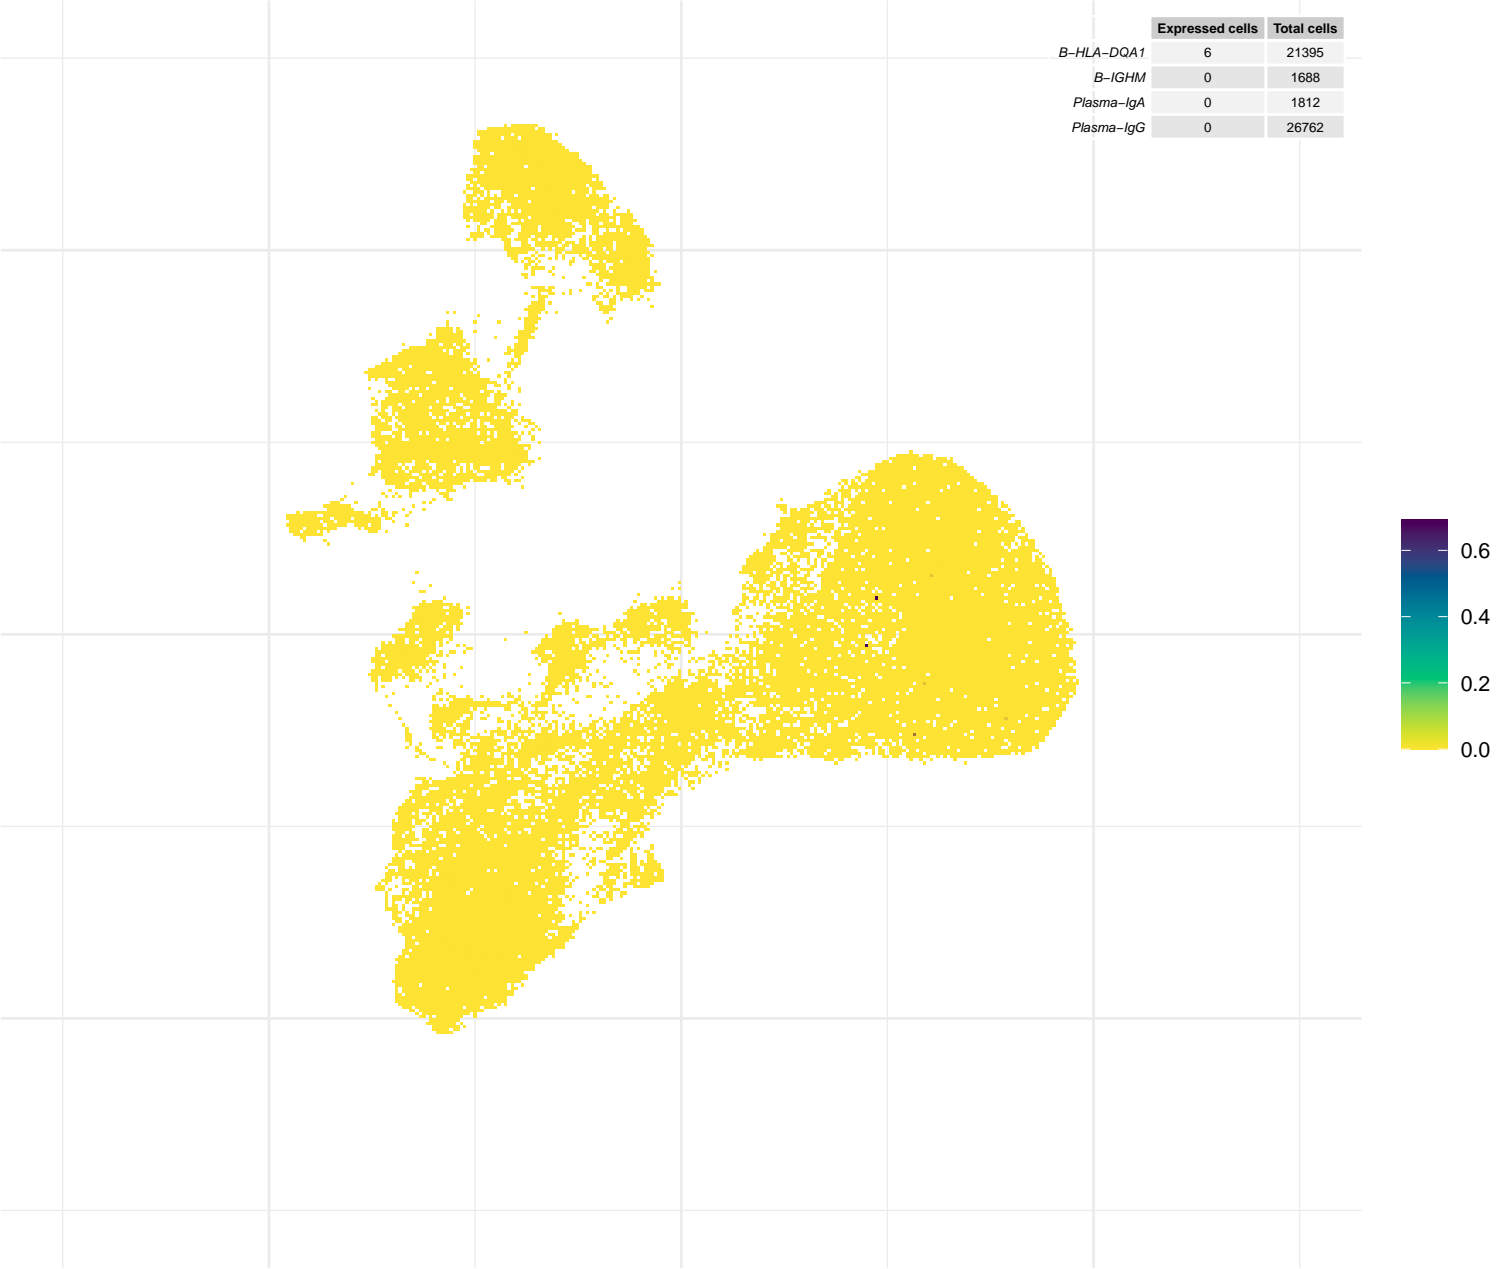 Expressed cells Total cells
B−HLA−DQA1 6 21395
B−IGHM 0 1688
Plasma−IgA 0 1812
Plasma−IgG 0 26762
0.6
0.4
0.2
0.0